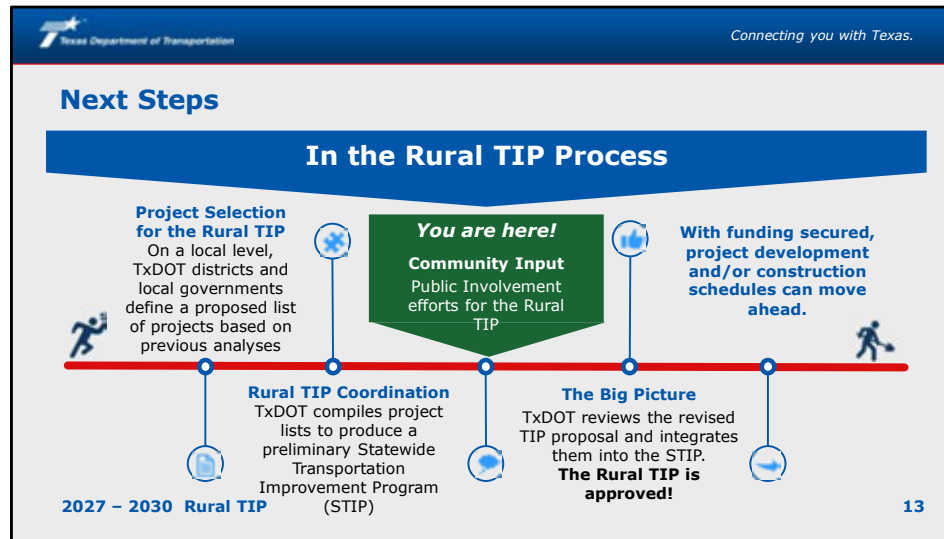 Texas Department of Transportation
Connecting you with Texas.
Next Steps
In the Rural TIP Process
Project Selection
for the Rural TIP
On a local level,
TxDOT districts and
local governments
define a proposed list
of projects based on
previous analyses
You are here!
Community Input
Public Involvement
efforts for the Rural
TIP
With funding secured,
project development
and/or construction
schedules can move
ahead.
Rural TIP Coordination
TxDOT compiles project
lists to produce a
preliminary Statewide
Transportation
Improvement Program
(STIP)
The Big Picture
TxDOT reviews the revised
TIP proposal and integrates
them into the STIP.
The Rural TIP is
approved!
2027 – 2030 Rural TIP
13